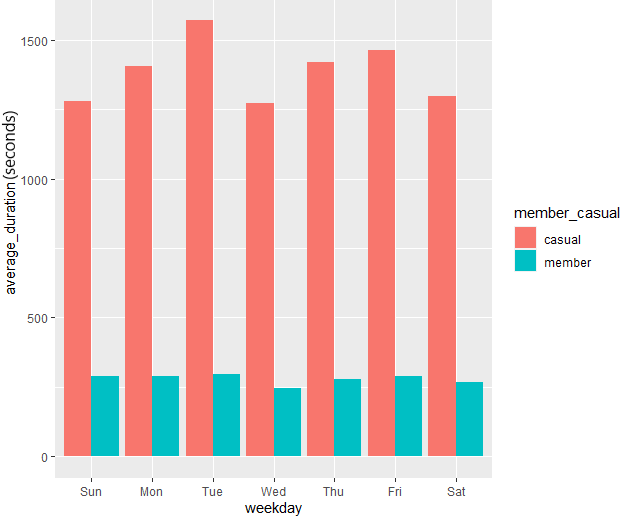 1500
1000
500
0
average_duration(seconds)
Sun Mon Tue Wed Thu Fri Sat
weekday
member_casual
casual
member